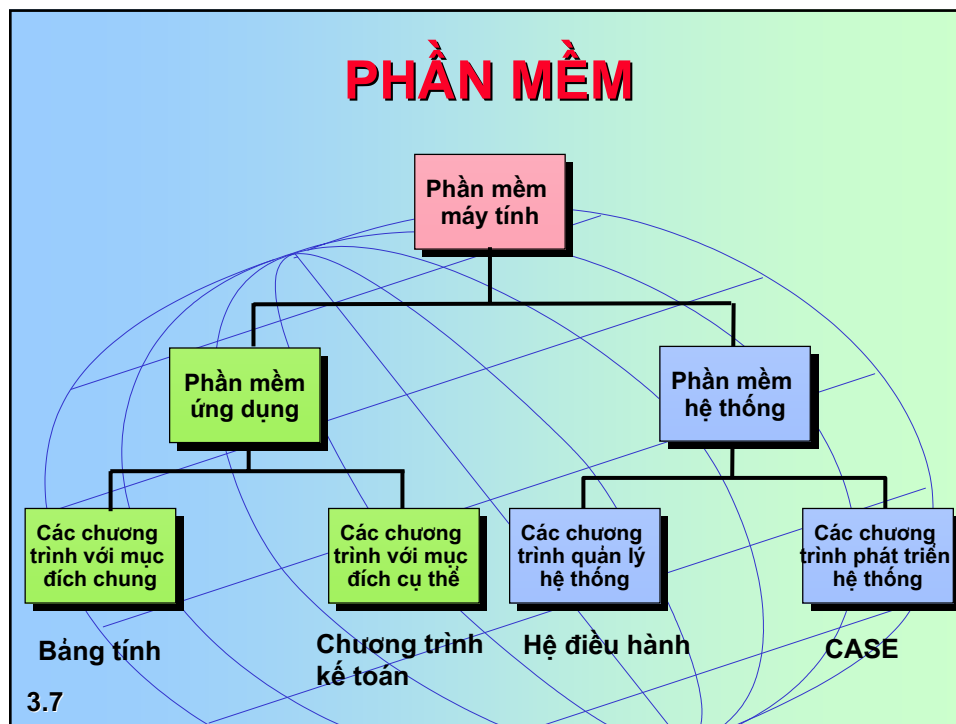 PHẦN MỀM
Phần mềm
máy tính
Phần mềm
ứng dụng
Phần mềm
hệ thống
Các chương
trình với mục
đích chung
Các chương
trình với mục
đích cụ thể
Các chương
trình quản lý
hệ thống
Các chương
trình phát triển
hệ thống
Bảng tính
Chương trình
kế toán
Hệ điều hành
CASE
3.7